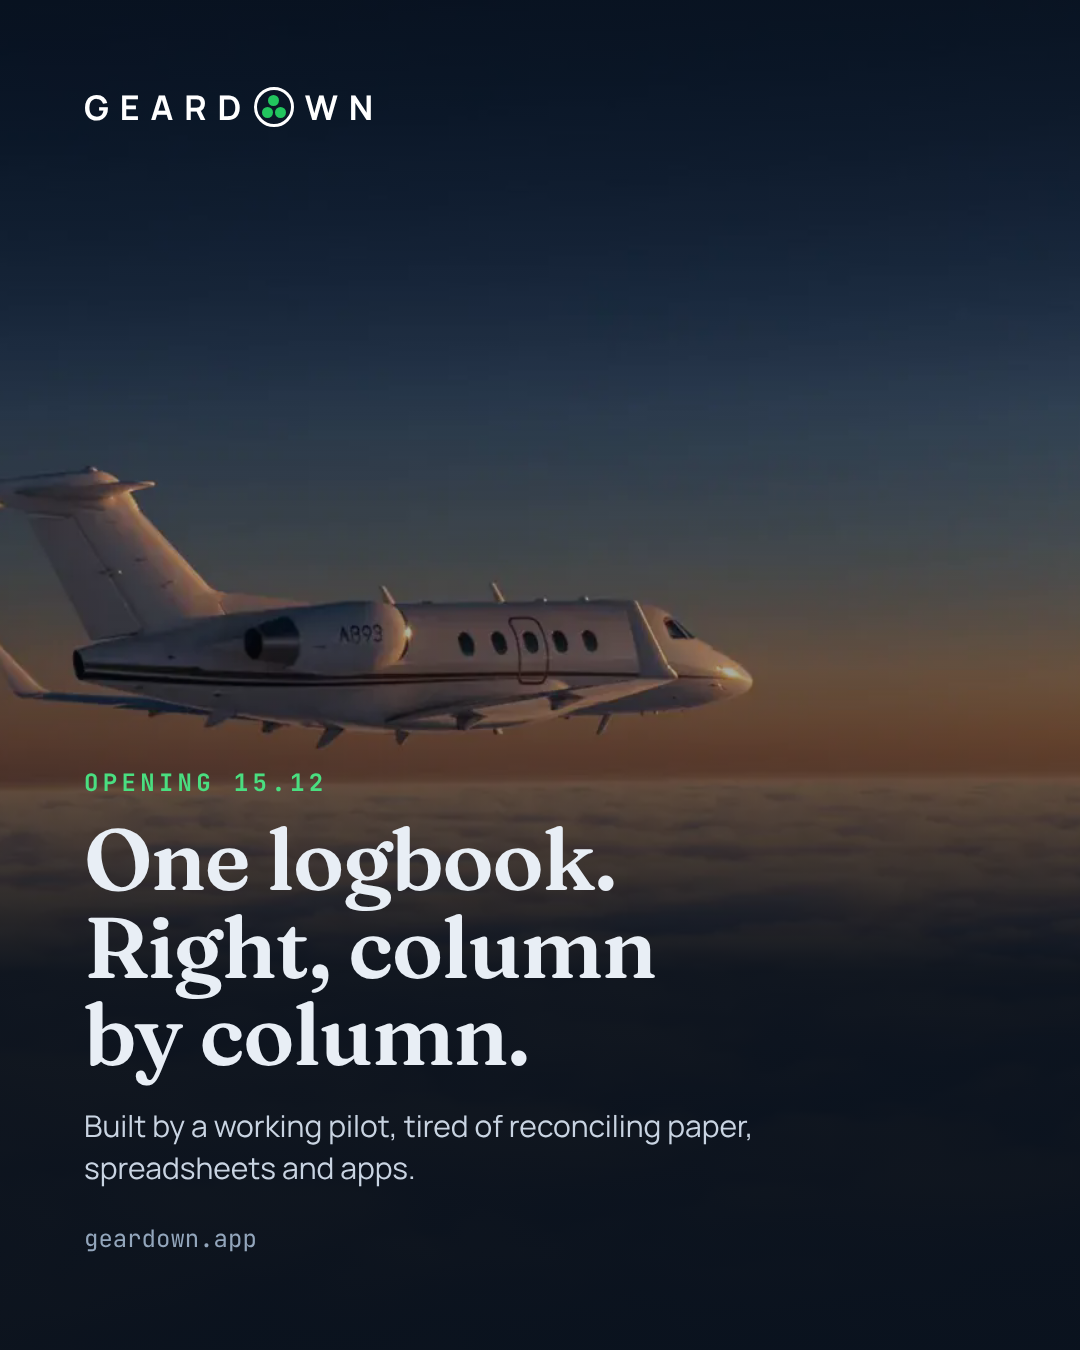 GEARDOWN
AB93
OPENING 15.12
One logbook.
Right, column
by column.
Built by a working pilot, tired of reconciling paper,
spreadsheets and apps.
geardown.app